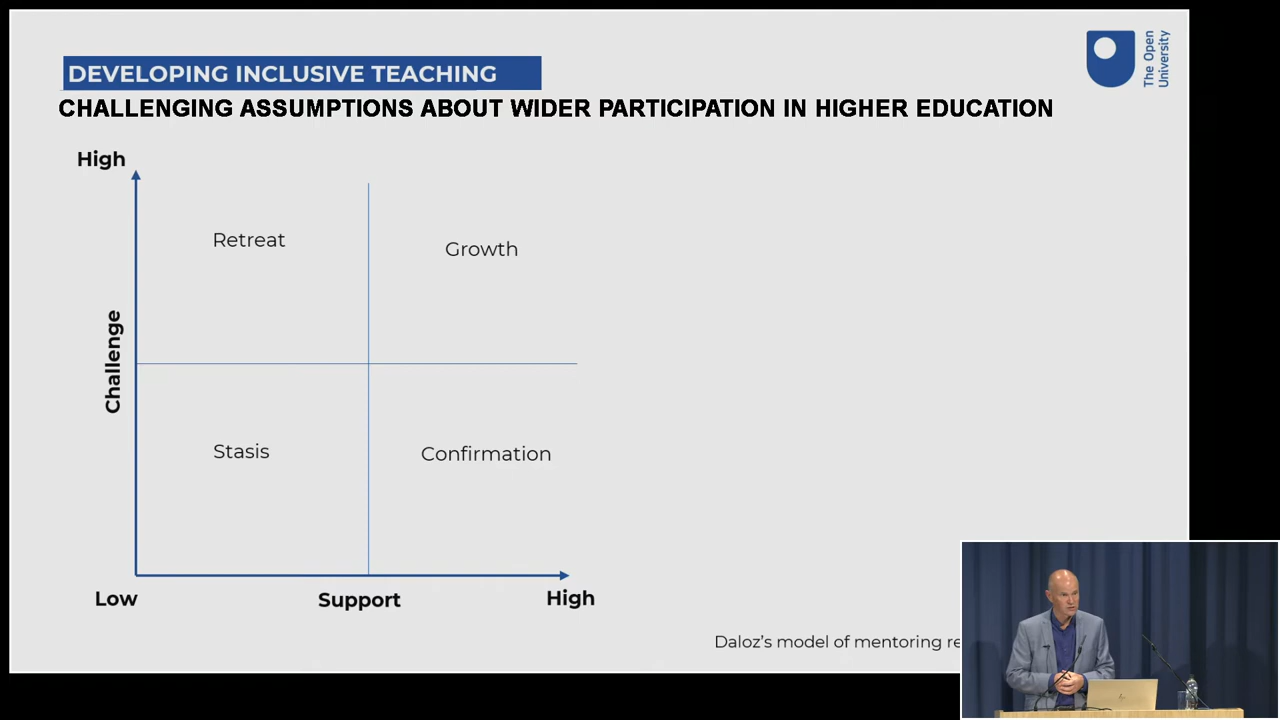 DEVELOPING INCLUSIVE TEACHING
The Open
University
CHALLENGING ASSUMPTIONS ABOUT WIDER PARTICIPATION IN HIGHER EDUCATION
High
Retreat
Growth
Challenge
Stasis
Confirmation
Low
Support
High
Daloz's model of mentoring re